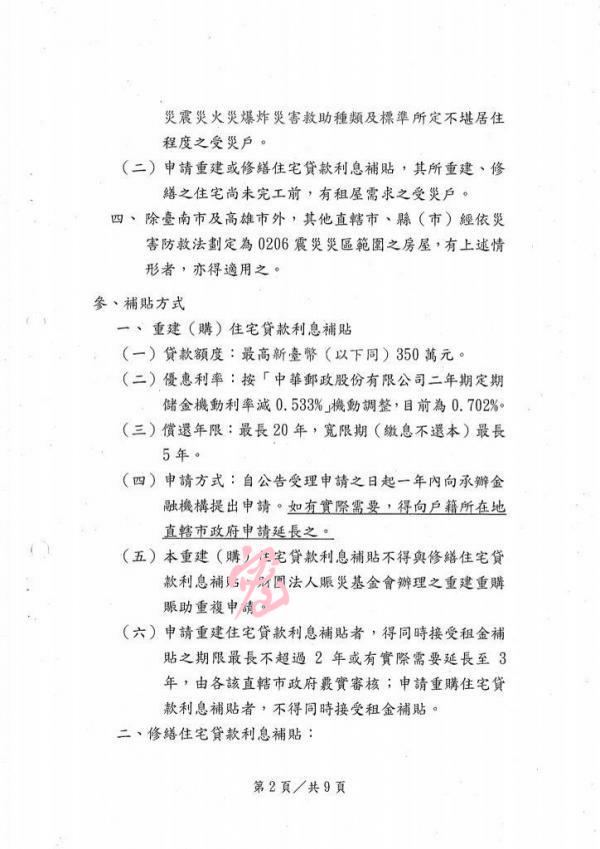 災震災火災爆炸災害救助種類及標準所定不堪居住
程度之受災戶。
（二）申請重建或修繕住宅貸款利息補貼，其所重建、修
繕之住宅尚未完工前，有租屋需求之受災戶。
四、除臺南市及高雄市外，其他直轄市、縣（市）經依災
害防救法劃定為 0206 震災災區範圍之房屋，有上述情
形者，亦得適用之。
參、補貼方式
一、重建（購）住宅貸款利息補貼
（一）貸款額度：最高新臺幣（以下同）350 萬元。
（二）優惠利率：按「中華郵政股份有限公司二年期定期
儲金機動利率減 0.533%」機動調整，目前為 0.702%。
（三）償還年限：最長 20 年，寬限期（繳息不還本）最長
5 年。
（四）申請方式：自公告受理申請之日起一年內向承辦金
融機構提出申請。如有實際需要，得向戶籍所在地
直轄市政府申請延長之。
（五）本重建（購）住宅貸款利息補貼不得與修繕住宅貸
款利息補貼、財團法人賑災基金會辦理之重建重購
賑助重複申請。
（六）申請重建住宅貸款利息補貼者，得同時接受租金補
貼之期限最長不超過 2 年或有實際需要延長至 3
年，由各該直轄市政府覈實審核；申請重購住宅貸
款利息補貼者，不得同時接受租金補貼。
二、修繕住宅貸款利息補貼：
第 2 頁／共 9 頁